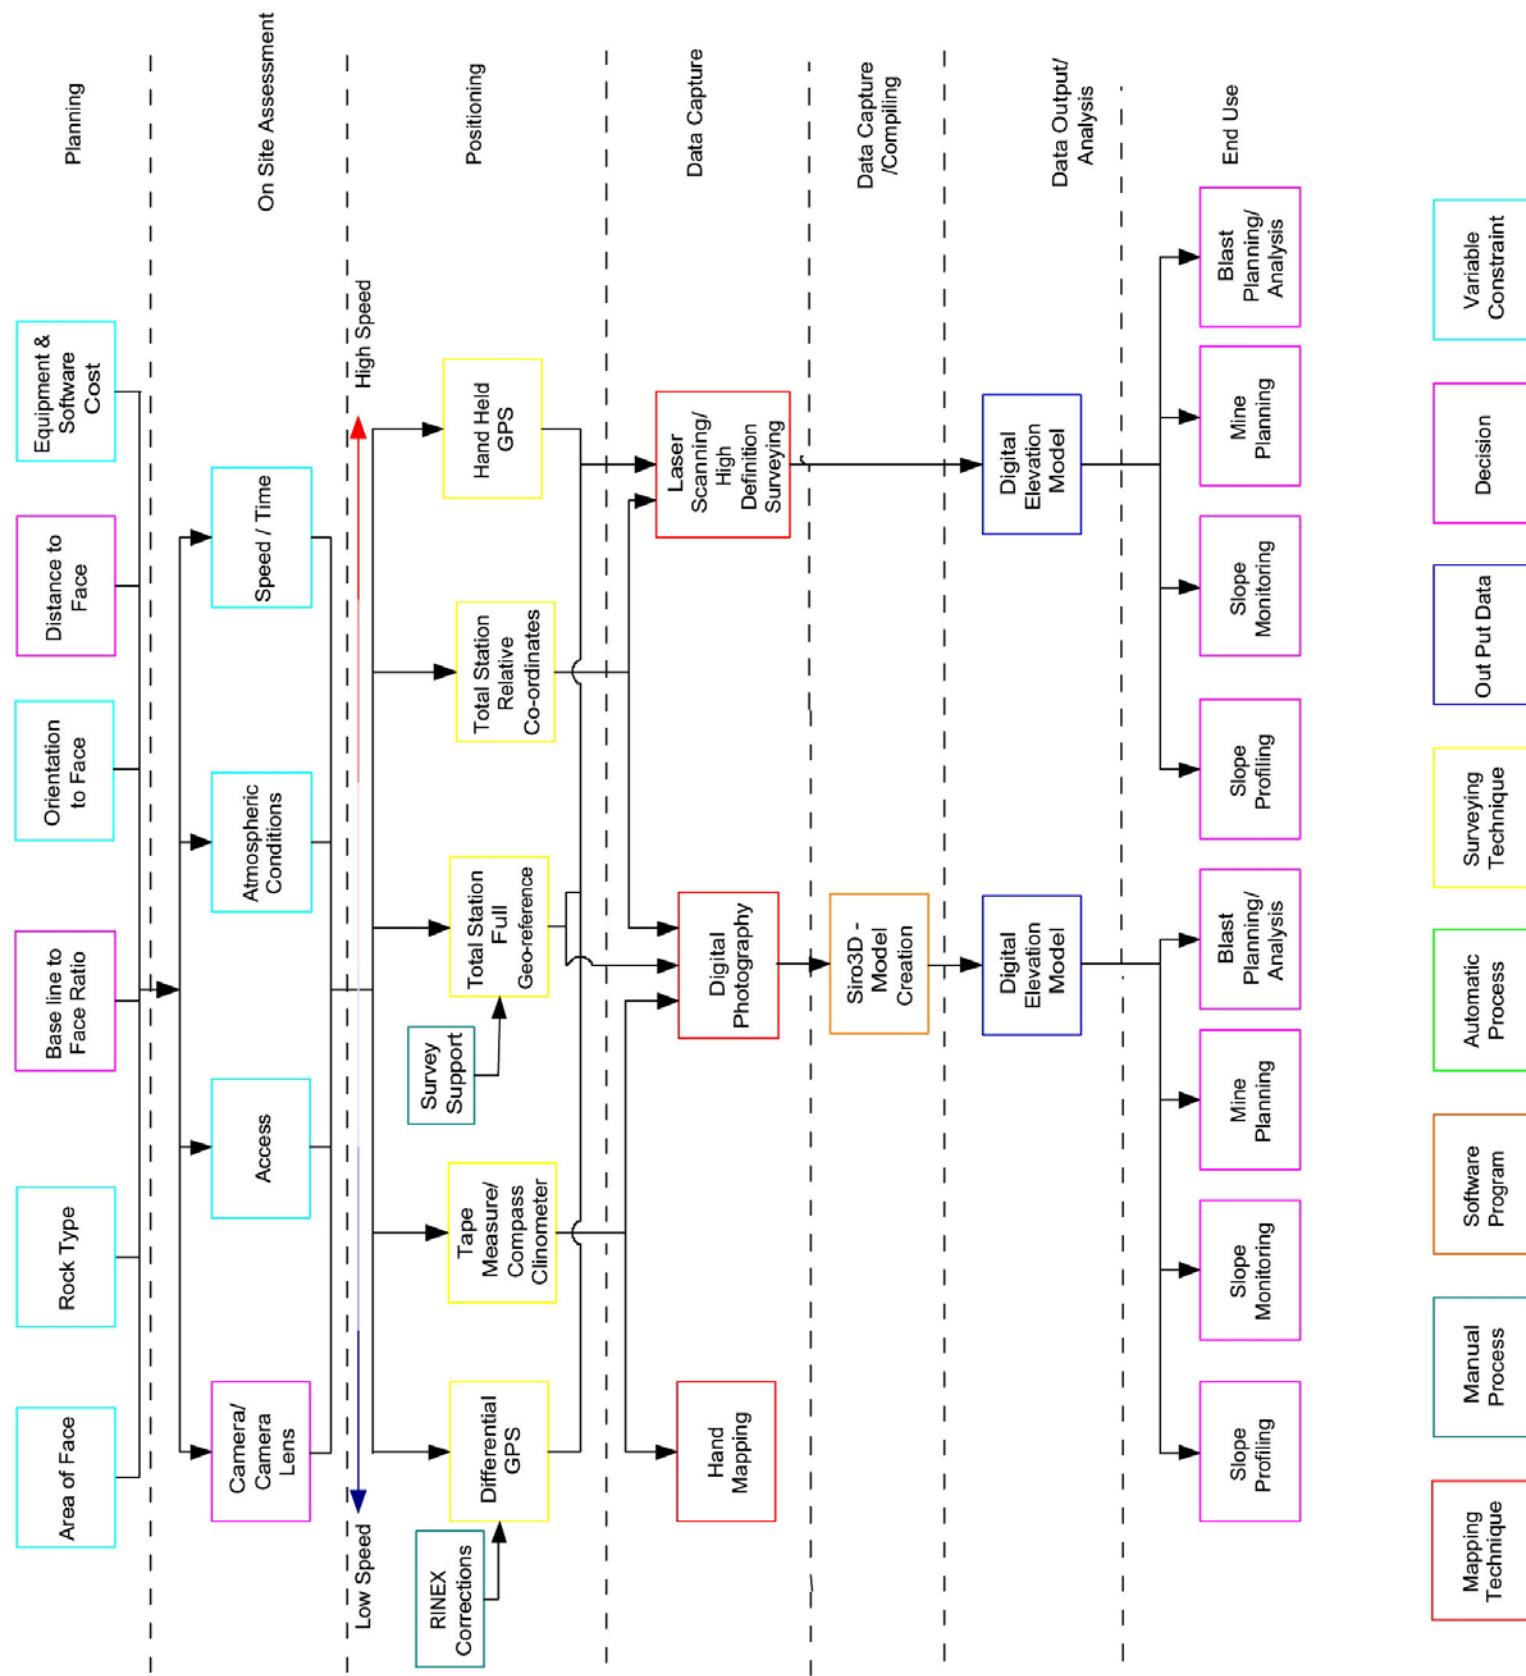 Planning
Area of Face
Rock Type
Base line to
Face Ratio
Orientation
to Face
Distance to
Face
Equipment &
Software
Cost
On Site Assessment
Camera/
Camera
Lens
Access
Atmospheric
Conditions
Speed / Time
Low Speed
High Speed
Positioning
RINEX
Corrections
Differential
GPS
Tape
Measure/
Compass
Clinometer
Survey
Support
Total Station
Full
Geo-reference
Total Station
Relative
Co-ordinates
Hand Held
GPS
Data Capture
Hand
Mapping
Digital
Photography
Laser
Scanning/
High
Definition
Surveying
Data Capture
/Compiling
Siro3D -
Model
Creation
Data Output/
Analysis
Digital
Elevation
Model
Digital
Elevation
Model
End Use
Slope
Profiling
Slope
Monitoring
Mine
Planning
Blast
Planning/
Analysis
Slope
Profiling
Slope
Monitoring
Mine
Planning
Blast
Planning/
Analysis
Mapping
Technique
Manual
Process
Software
Program
Automatic
Process
Surveying
Technique
Out Put Data
Decision
Variable
Constraint